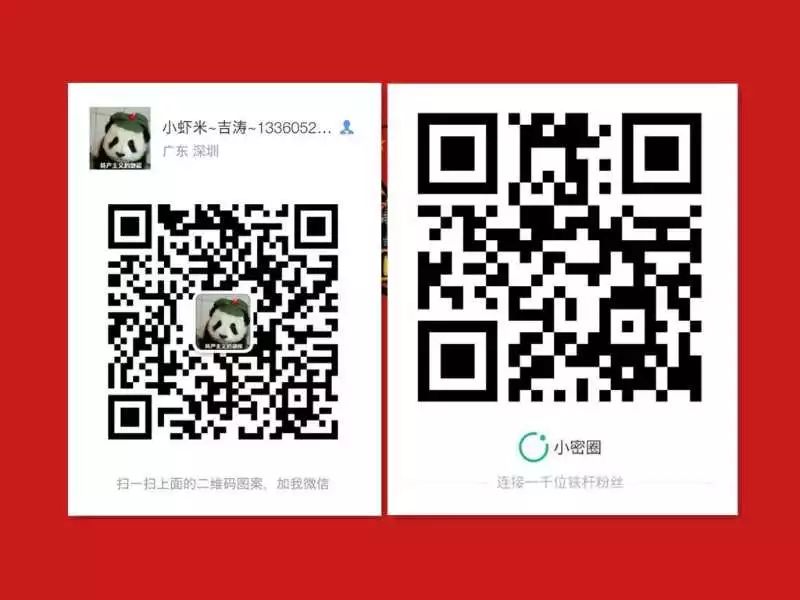 小虾米~吉涛~1336052...
广东 深圳
扫一扫上面的二维码图案，加我微信
小密圈
连接一千位铁杆粉丝